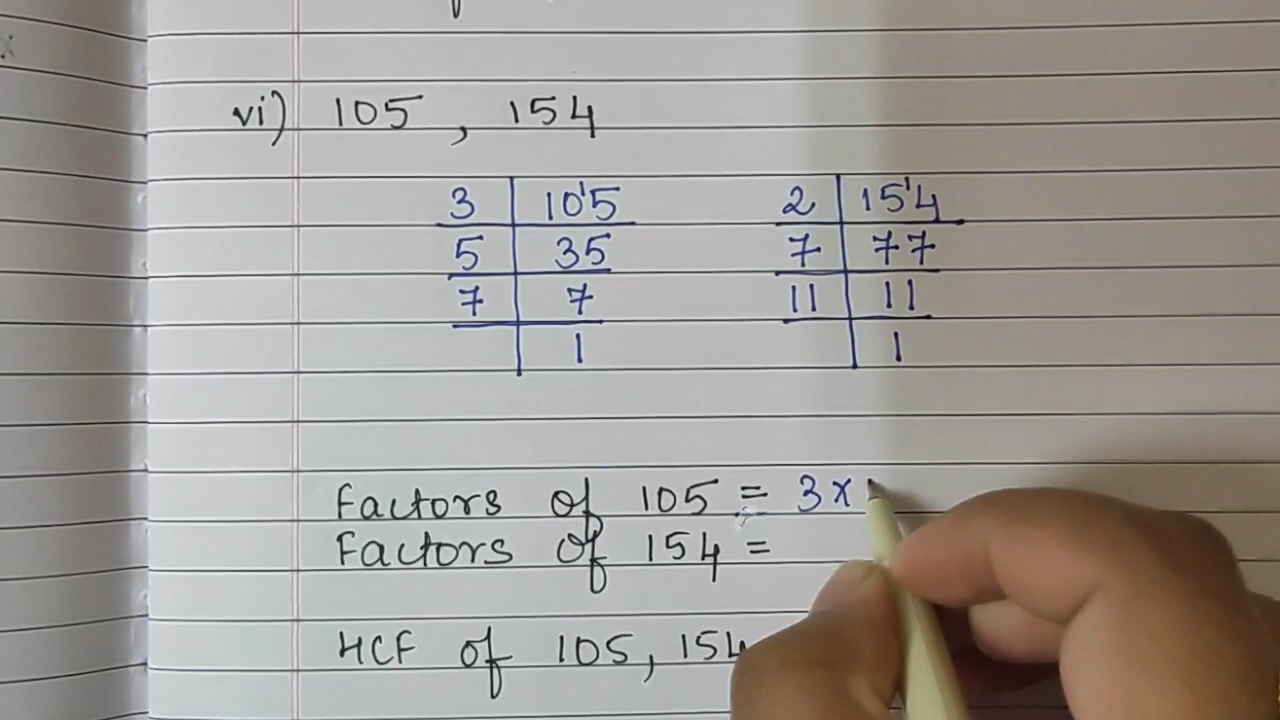 vi) 105 , 154
3 | 105 2 | 154
5 | 35 7 | 77
7 | 7 11 | 11
| 1 | 1
Factors of 105 = 3 ×
Factors of 154 =
HCF of 105, 154